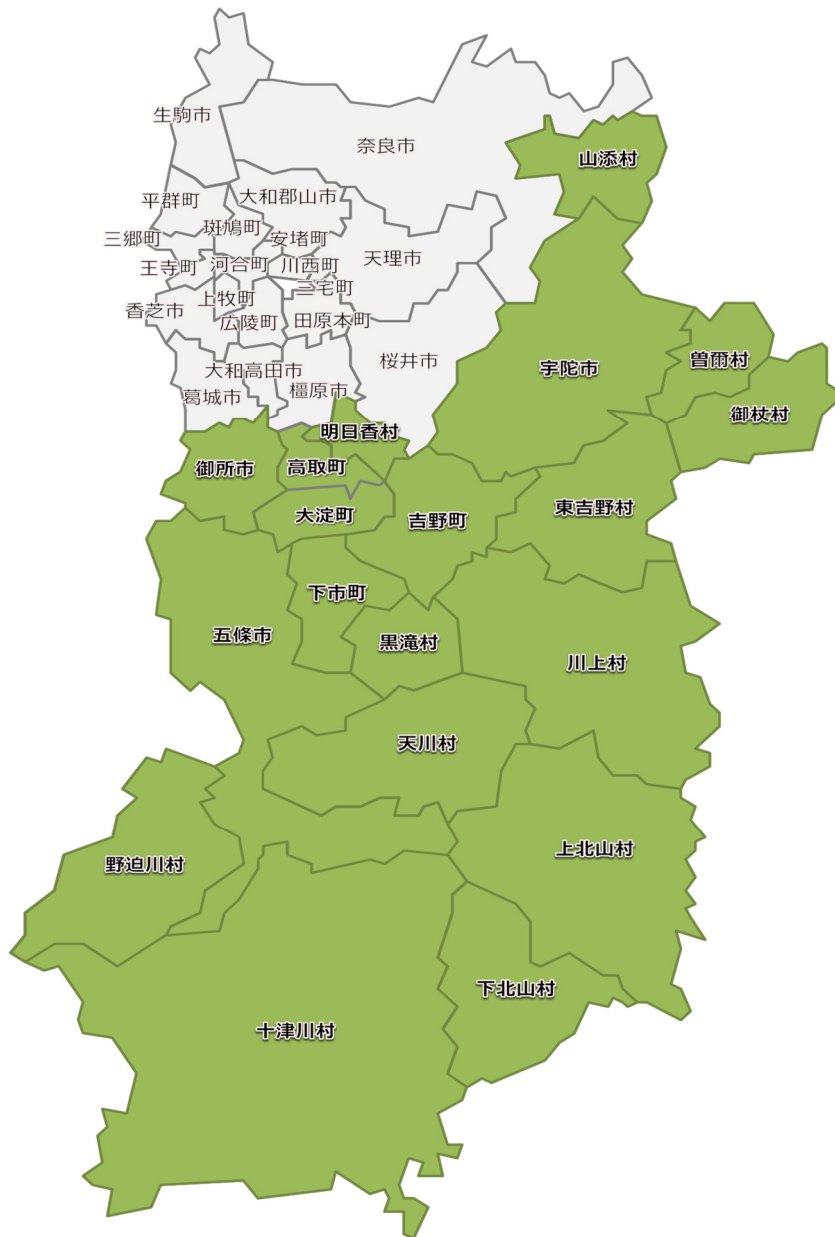 生駒市
奈良市
山添村
平群町
大和郡山市
斑鳩町
三郷町
安堵町
天理市
王寺町
河合町
川西町
三宅町
上牧町
香芝市
広陵町
田原本町
桜井市
宇陀市
曽爾村
大和高田市
葛城市
橿原市
御杖村
明日香村
御所市
高取町
大淀町
吉野町
東吉野村
下市町
五條市
黒滝村
川上村
天川村
野迫川村
上北山村
下北山村
十津川村